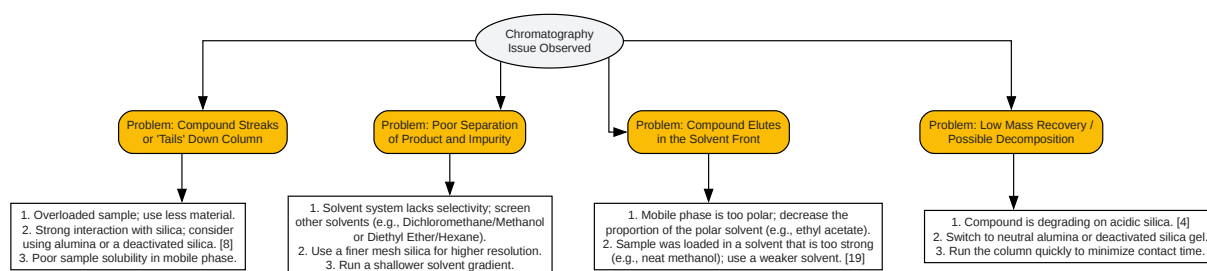 Chromatography
Issue Observed
Problem: Compound Streaks
or 'Tails' Down Column
Problem: Poor Separation
of Product and Impurity
Problem: Compound Elutes
in the Solvent Front
Problem: Low Mass Recovery /
Possible Decomposition
1. Overloaded sample; use less material.
2. Strong interaction with silica; consider
using alumina or a deactivated silica. [8]
3. Poor sample solubility in mobile phase.
1. Solvent system lacks selectivity; screen
other solvents (e.g., Dichloromethane/Methanol
or Diethyl Ether/Hexane).
2. Use a finer mesh silica for higher resolution.
3. Run a shallower solvent gradient.
1. Mobile phase is too polar; decrease the
proportion of the polar solvent (e.g., ethyl acetate).
2. Sample was loaded in a solvent that is too strong
(e.g., neat methanol); use a weaker solvent. [19]
1. Compound is degrading on acidic silica. [4]
2. Switch to neutral alumina or deactivated silica gel.
3. Run the column quickly to minimize contact time.